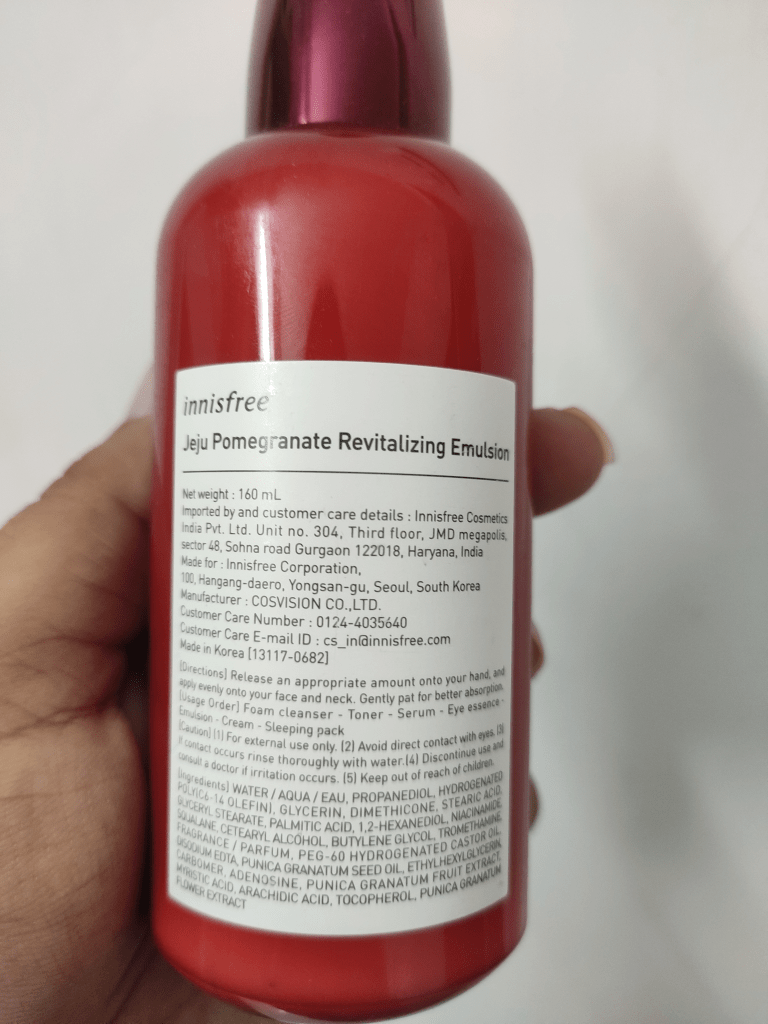 innisfree
Jeju Pomegranate Revitalizing Emulsion
Net weight : 160 mL
Imported by and customer care details : Innisfree Cosmetics
India Pvt. Ltd. Unit no. 304, Third floor, JMD megapolis,
sector 48, Sohna road Gurgaon 122018, Haryana, India
Made for : Innisfree Corporation,
100, Hangang-daero, Yongsan-gu, Seoul, South Korea
Manufacturer : COSVISION CO.,LTD.
Customer Care Number : 0124-4035640
Customer Care E-mail ID : cs_in@innisfree.com
Made in Korea [13117-0682]
[Directions] Release an appropriate amount onto your hand, and
apply evenly onto your face and neck. Gently pat for better absorption.
[Usage Order] Foam cleanser - Toner - Serum - Eye essence -
Emulsion - Cream - Sleeping pack
[Caution] (1) For external use only. (2) Avoid direct contact with eyes. (3)
If contact occurs rinse thoroughly with water.(4) Discontinue use and
consult a doctor if irritation occurs. (5) Keep out of reach of children.
[Ingredients] WATER / AQUA / EAU, PROPANEDIOL, HYDROGENATED
POLY(C6-14 OLEFIN), GLYCERIN, DIMETHICONE, STEARIC ACID,
GLYCERYL STEARATE, PALMITIC ACID, 1,2-HEXANEDIOL, NIACINAMIDE,
SQUALANE, CETEARYL ALCOHOL, BUTYLENE GLYCOL, TROMETHAMINE,
FRAGRANCE / PARFUM, PEG-60 HYDROGENATED CASTOR OIL,
DISODIUM EDTA, PUNICA GRANATUM SEED OIL, ETHYLHEXYLGLYCERIN,
CARBOMER, ADENOSINE, PUNICA GRANATUM FRUIT EXTRACT,
MYRISTIC ACID, ARACHIDIC ACID, TOCOPHEROL, PUNICA GRANATUM
FLOWER EXTRACT